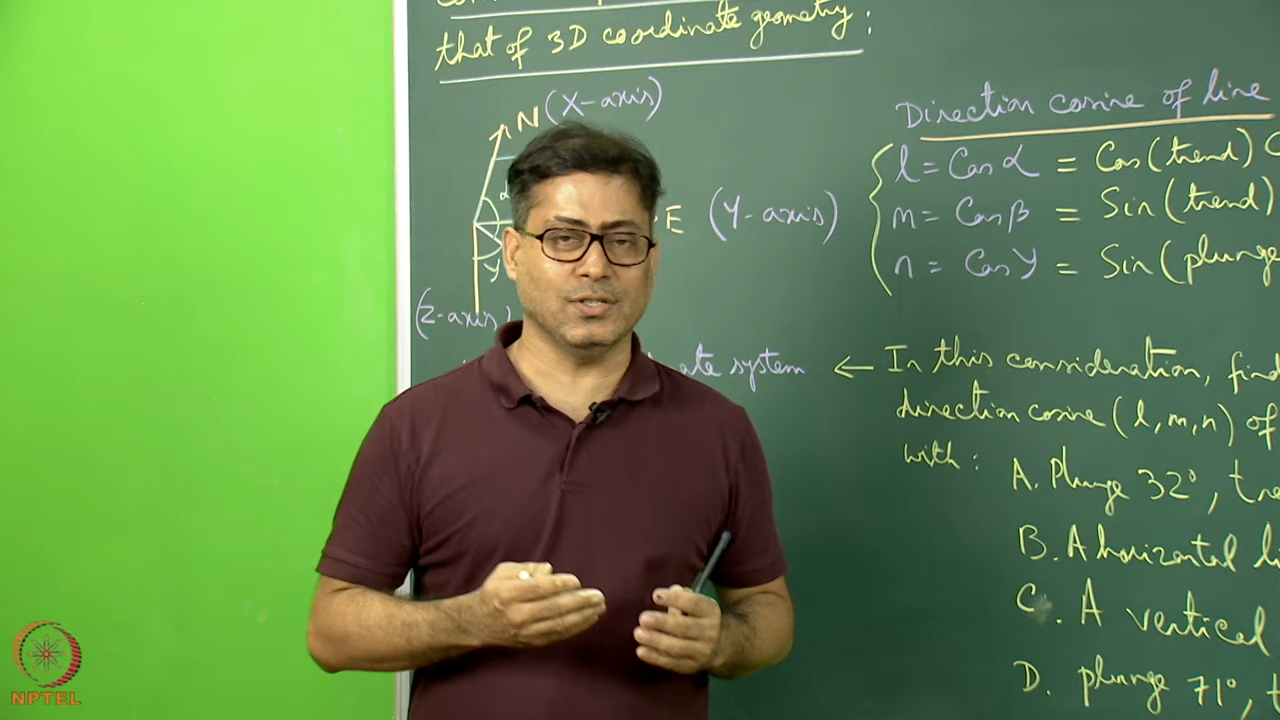 that of 3D coordinate geometry :
N (X-axis)
E (Y-axis)
(Z-axis)
ate system
Direction cosine of line
l = Cos α = Cos (trend) C
m = Cos β = Sin (trend)
n = Cos γ = Sin (plunge
← In this consideration, find
direction cosine (l, m, n) of
with :
A. Plunge 32°, tre
B. A horizontal li
C. A vertical
D. plunge 71°, t
NPTEL